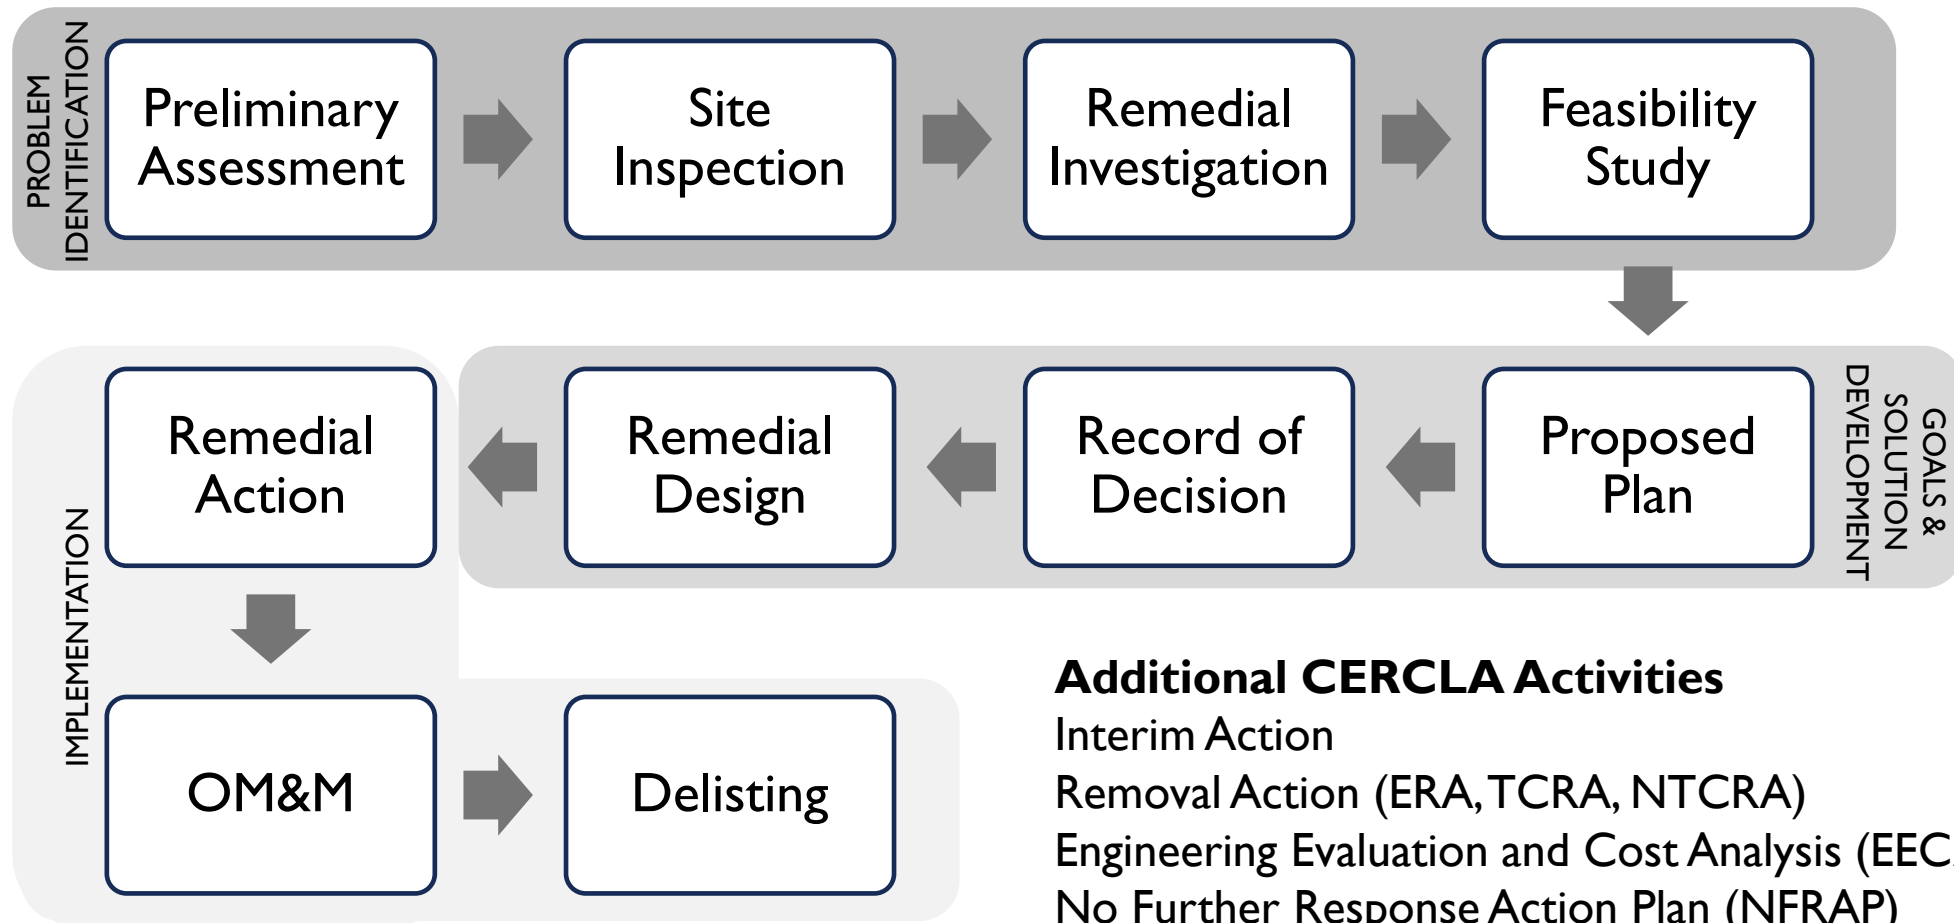 PROBLEM
IDENTIFICATION
Preliminary
Assessment
Site
Inspection
Remedial
Investigation
Feasibility
Study
GOALS &
SOLUTION
DEVELOPMENT
Proposed
Plan
Record of
Decision
Remedial
Design
IMPLEMENTATION
Remedial
Action
OM&M
Delisting
Additional CERCLA Activities
Interim Action
Removal Action (ERA, TCRA, NTCRA)
Engineering Evaluation and Cost Analysis
No Further Response Action Plan (NFRAP)